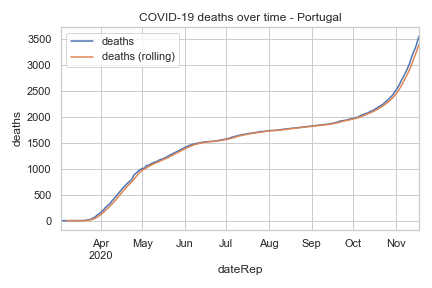 COVID-19 deaths over time - Portugal
deaths
deaths (rolling)
3500
3000
2500
2000
1500
1000
500
0
deaths
Apr
2020
May
Jun
Jul
Aug
Sep
Oct
Nov
dateRep